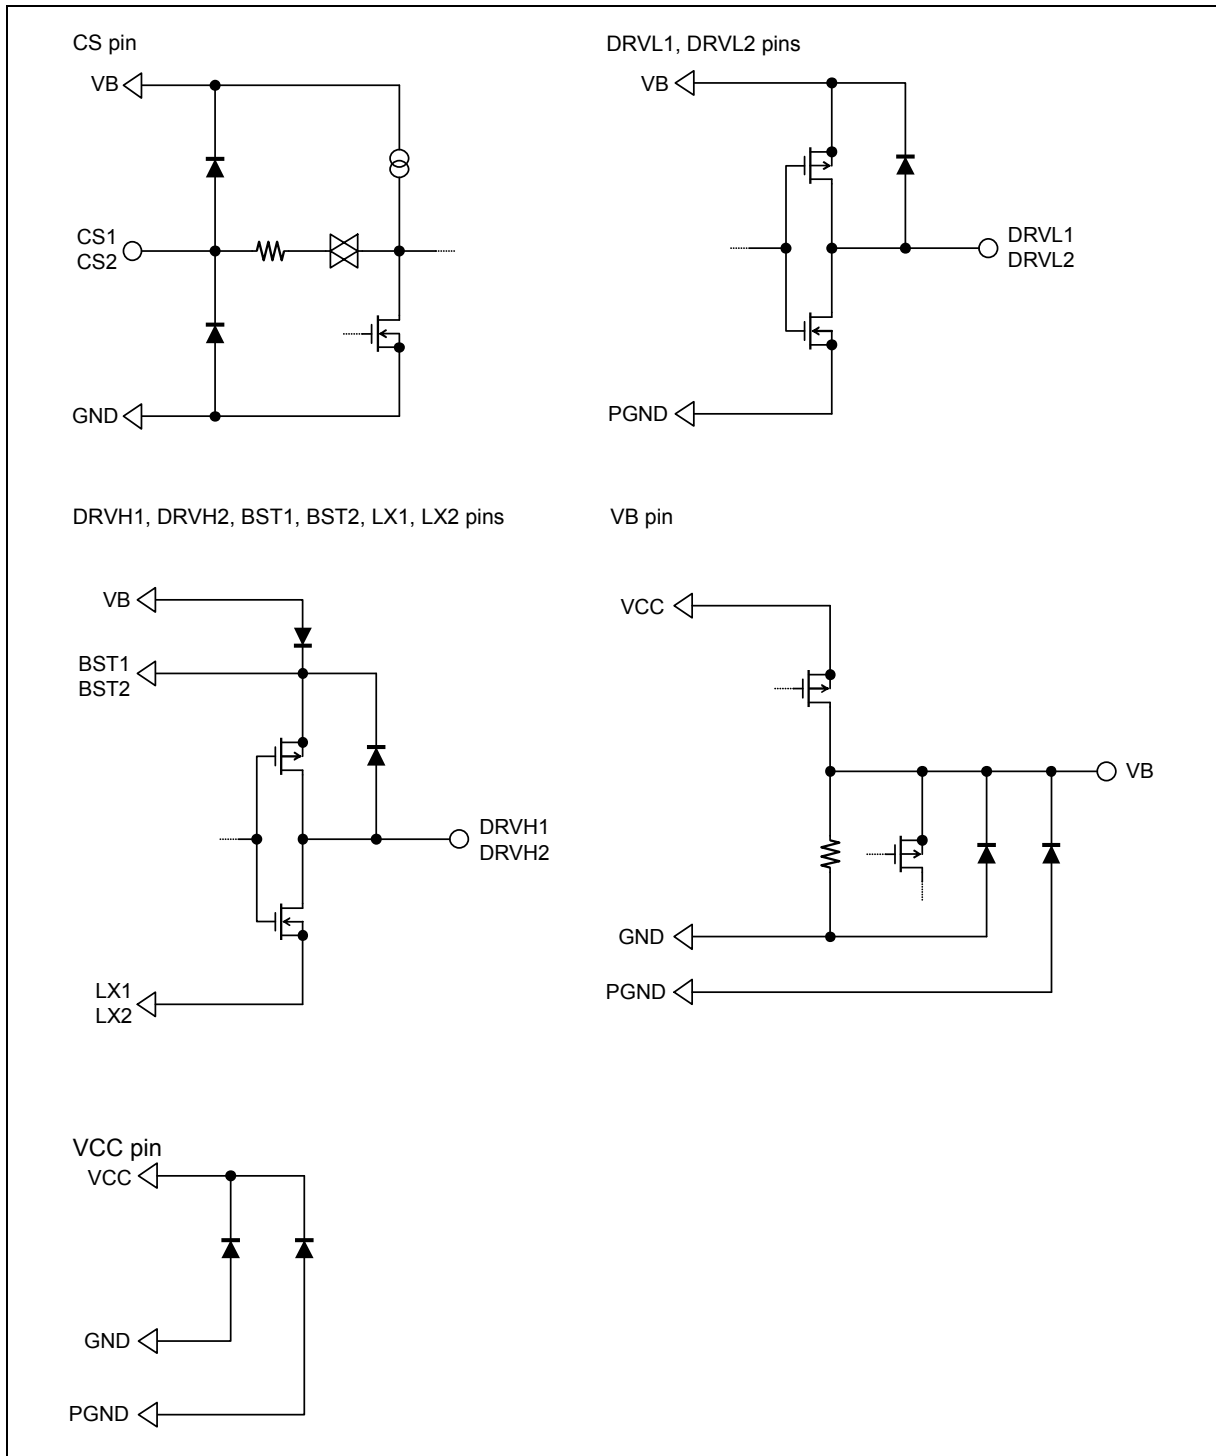 CS pin
VB
CS1
CS2
GND
DRVL1, DRVL2 pins
VB
DRVL1
DRVL2
PGND
DRVH1, DRVH2, BST1, BST2, LX1, LX2 pins
VB
BST1
BST2
DRVH1
DRVH2
LX1
LX2
VB pin
VCC
VB
GND
PGND
VCC pin
VCC
GND
PGND